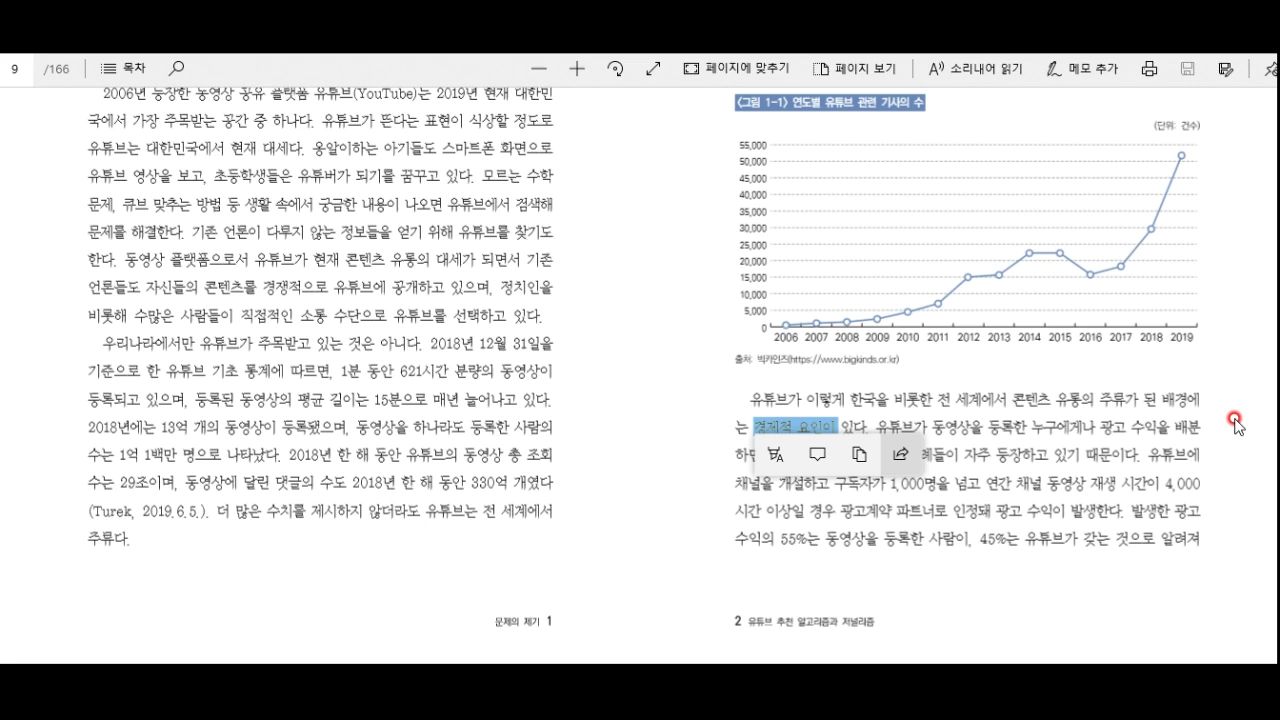 9 /166 목차 페이지에 맞추기 페이지 보기 소리내어 읽기 메모 추가
2006년 등장한 동영상 공유 플랫폼 유튜브(YouTube)는 2019년 현재 대한민
국에서 가장 주목받는 공간 중 하나다. 유튜브가 뜬다는 표현이 식상할 정도로
유튜브는 대한민국에서 현재 대세다. 옹알이하는 아기들도 스마트폰 화면으로
유튜브 영상을 보고, 초등학생들은 유튜버가 되기를 꿈꾸고 있다. 모르는 수학
문제, 큐브 맞추는 방법 등 생활 속에서 궁금한 내용이 나오면 유튜브에서 검색해
문제를 해결한다. 기존 언론이 다루지 않는 정보들을 얻기 위해 유튜브를 찾기도
한다. 동영상 플랫폼으로서 유튜브가 현재 콘텐츠 유통의 대세가 되면서 기존
언론들도 자신들의 콘텐츠를 경쟁적으로 유튜브에 공개하고 있으며, 정치인을
비롯해 수많은 사람들이 직접적인 소통 수단으로 유튜브를 선택하고 있다.
우리나라에서만 유튜브가 주목받고 있는 것은 아니다. 2018년 12월 31일을
기준으로 한 유튜브 기초 통계에 따르면, 1분 동안 621시간 분량의 동영상이
등록되고 있으며, 등록된 동영상의 평균 길이는 15분으로 매년 늘어나고 있다.
2018년에는 13억 개의 동영상이 등록됐으며, 동영상을 하나라도 등록한 사람의
수는 1억 1백만 명으로 나타났다. 2018년 한 해 동안 유튜브의 동영상 총 조회
수는 29조이며, 동영상에 달린 댓글의 수도 2018년 한 해 동안 330억 개였다
(Turek, 2019.6.5.). 더 많은 수치를 제시하지 않더라도 유튜브는 전 세계에서
주류다.
문제의 제기 1
<그림 1-1> 연도별 유튜브 관련 기사의 수
(단위: 건수)
55,000
50,000
45,000
40,000
35,000
30,000
25,000
20,000
15,000
10,000
5,000
0
2006 2007 2008 2009 2010 2011 2012 2013 2014 2015 2016 2017 2018 2019
출처: 빅카인즈(https://www.bigkinds.or.kr)
유튜브가 이렇게 한국을 비롯한 전 세계에서 콘텐츠 유통의 주류가 된 배경에
는 경제적 요인이 있다. 유튜브가 동영상을 등록한 누구에게나 광고 수익을 배분
들이 자주 등장하고 있기 때문이다. 유튜브에
채널을 개설하고 구독자가 1,000명을 넘고 연간 채널 동영상 재생 시간이 4,000
시간 이상일 경우 광고계약 파트너로 인정돼 광고 수익이 발생한다. 발생한 광고
수익의 55%는 동영상을 등록한 사람이, 45%는 유튜브가 갖는 것으로 알려져
2 유튜브 추천 알고리즘과 저널리즘